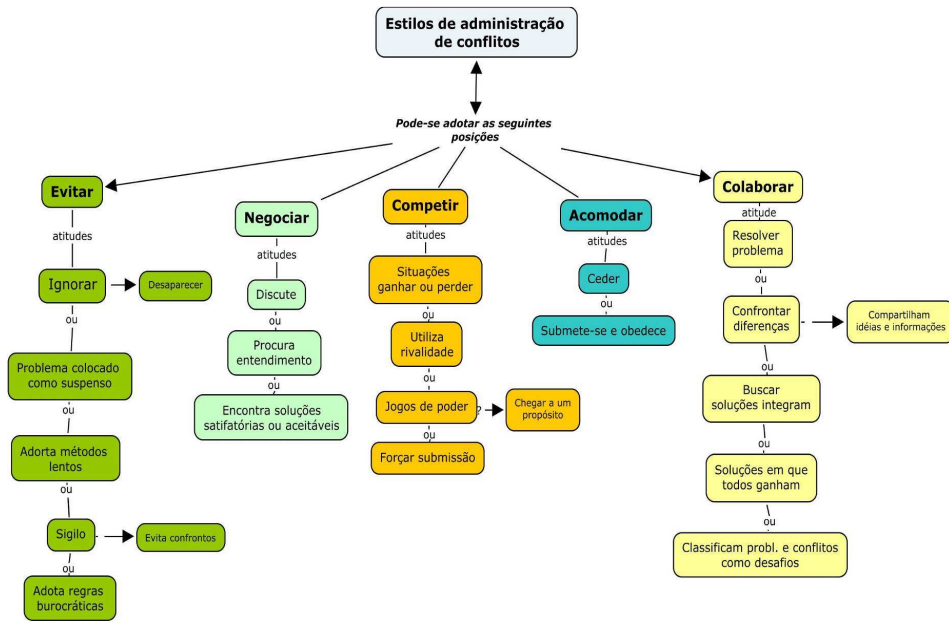 Estilos de administração
de conflitos
Pode-se adotar as seguintes
posições
Evitar
atitudes
Ignorar
Desaparecer
ou
Problema colocado
como suspenso
ou
Adorta métodos
lentos
ou
Sigilo
Evita confrontos
ou
Adota regras
burocráticas
Negociar
atitudes
Discute
ou
Procura
entendimento
ou
Encontra soluções
satifatórias ou aceitáveis
Competir
atitudes
Situações
ganhar ou perder
ou
Utiliza
rivalidade
ou
Jogos de poder
?
Chegar a um
propósito
ou
Forçar submissão
Acomodar
atitudes
Ceder
ou
Submete-se e obedece
Colaborar
atitude
Resolver
problema
ou
Confrontar
diferenças
Compartilham
idéias e informações
ou
Buscar
soluções integram
ou
Soluções em que
todos ganham
ou
Classificam probl. e conflitos
como desafios